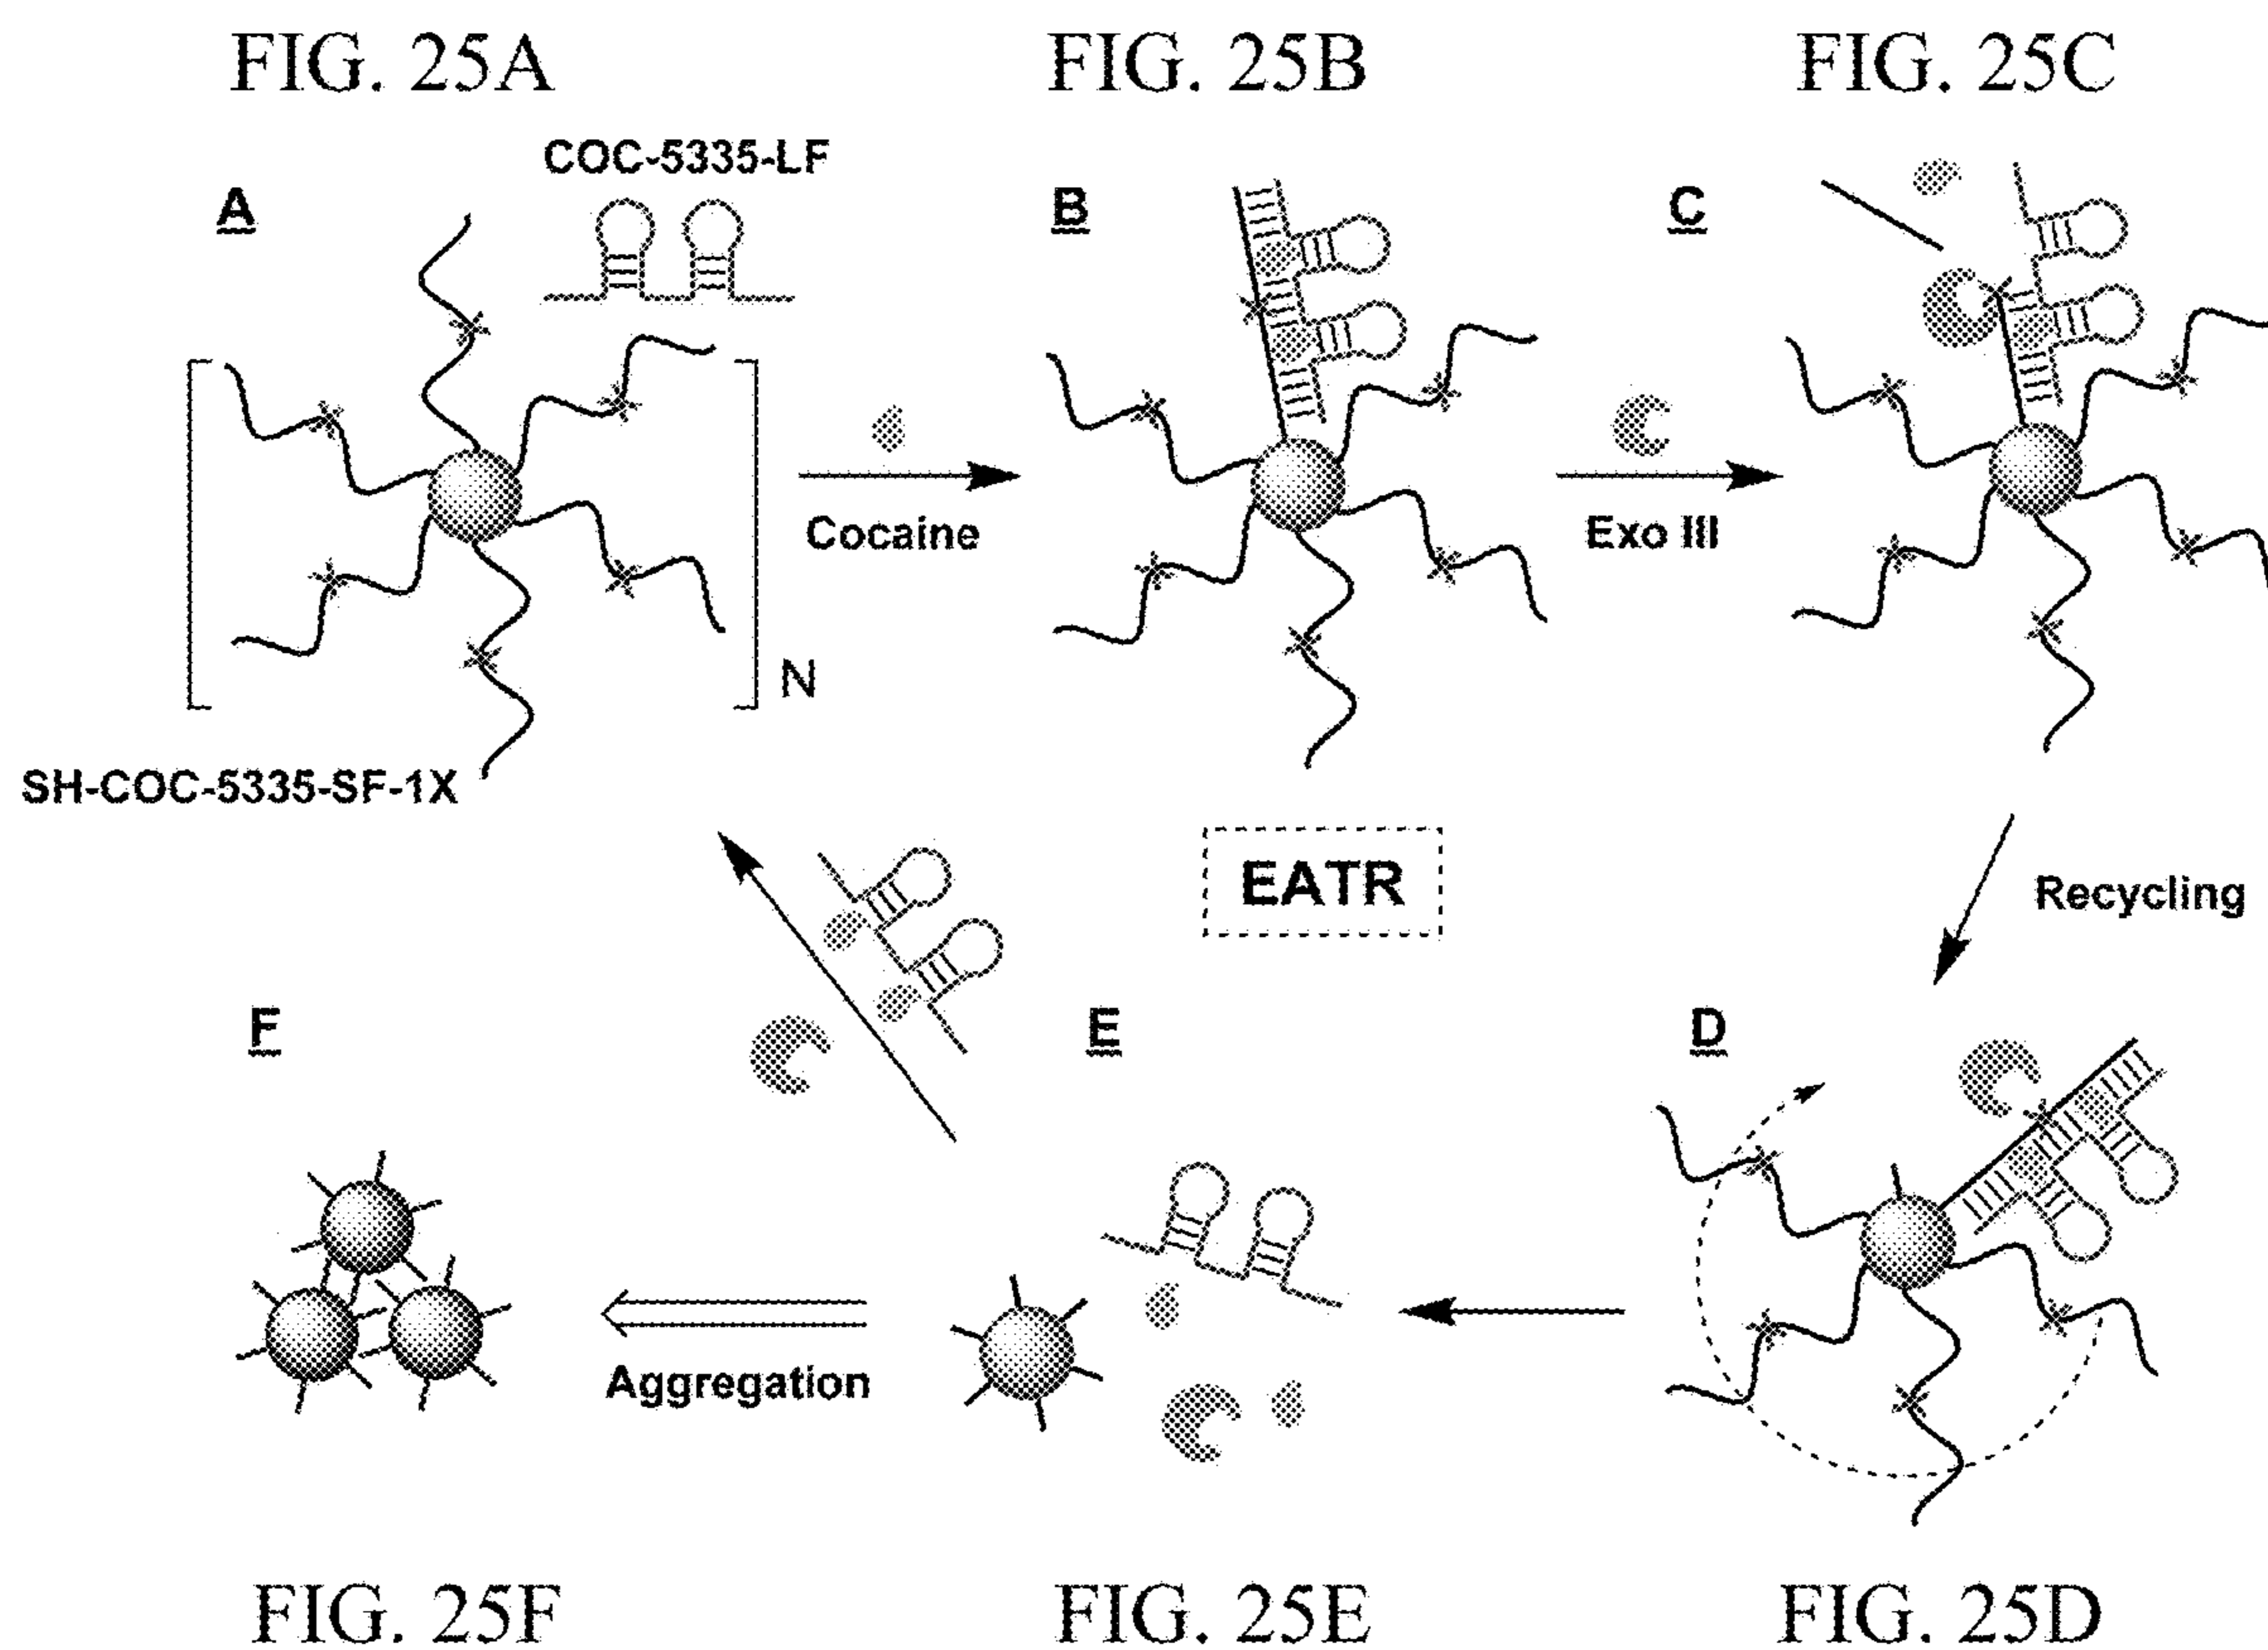 FIG. 25A
FIG. 25B
FIG. 25C
COC-5335-LF
A
B
C
Cocaine
Exo III
N
SH-COC-5335-SF-1X
EATR
Recycling
F
E
D
Aggregation
FIG. 25F
FIG. 25E
FIG. 25D